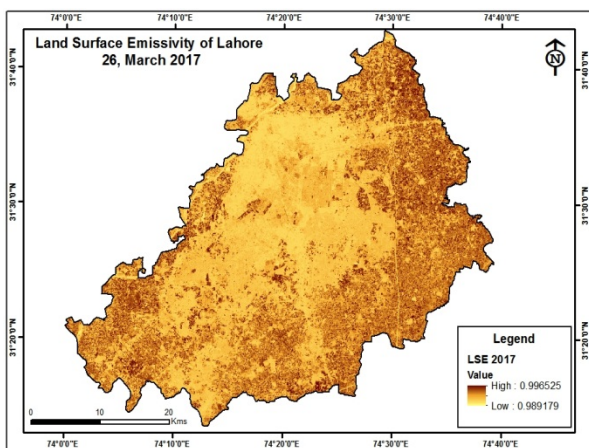 74°0'0"E 74°10'0"E 74°20'0"E 74°30'0"E 74°40'0"E
Land Surface Emissivity of Lahore
26, March 2017
N
31°40'0"N 31°40'0"N
31°30'0"N 31°30'0"N
31°20'0"N 31°20'0"N
Legend
LSE 2017
Value
High : 0.996525
Low : 0.989179
0 10 20
Kms
74°0'0"E 74°10'0"E 74°20'0"E 74°30'0"E 74°40'0"E